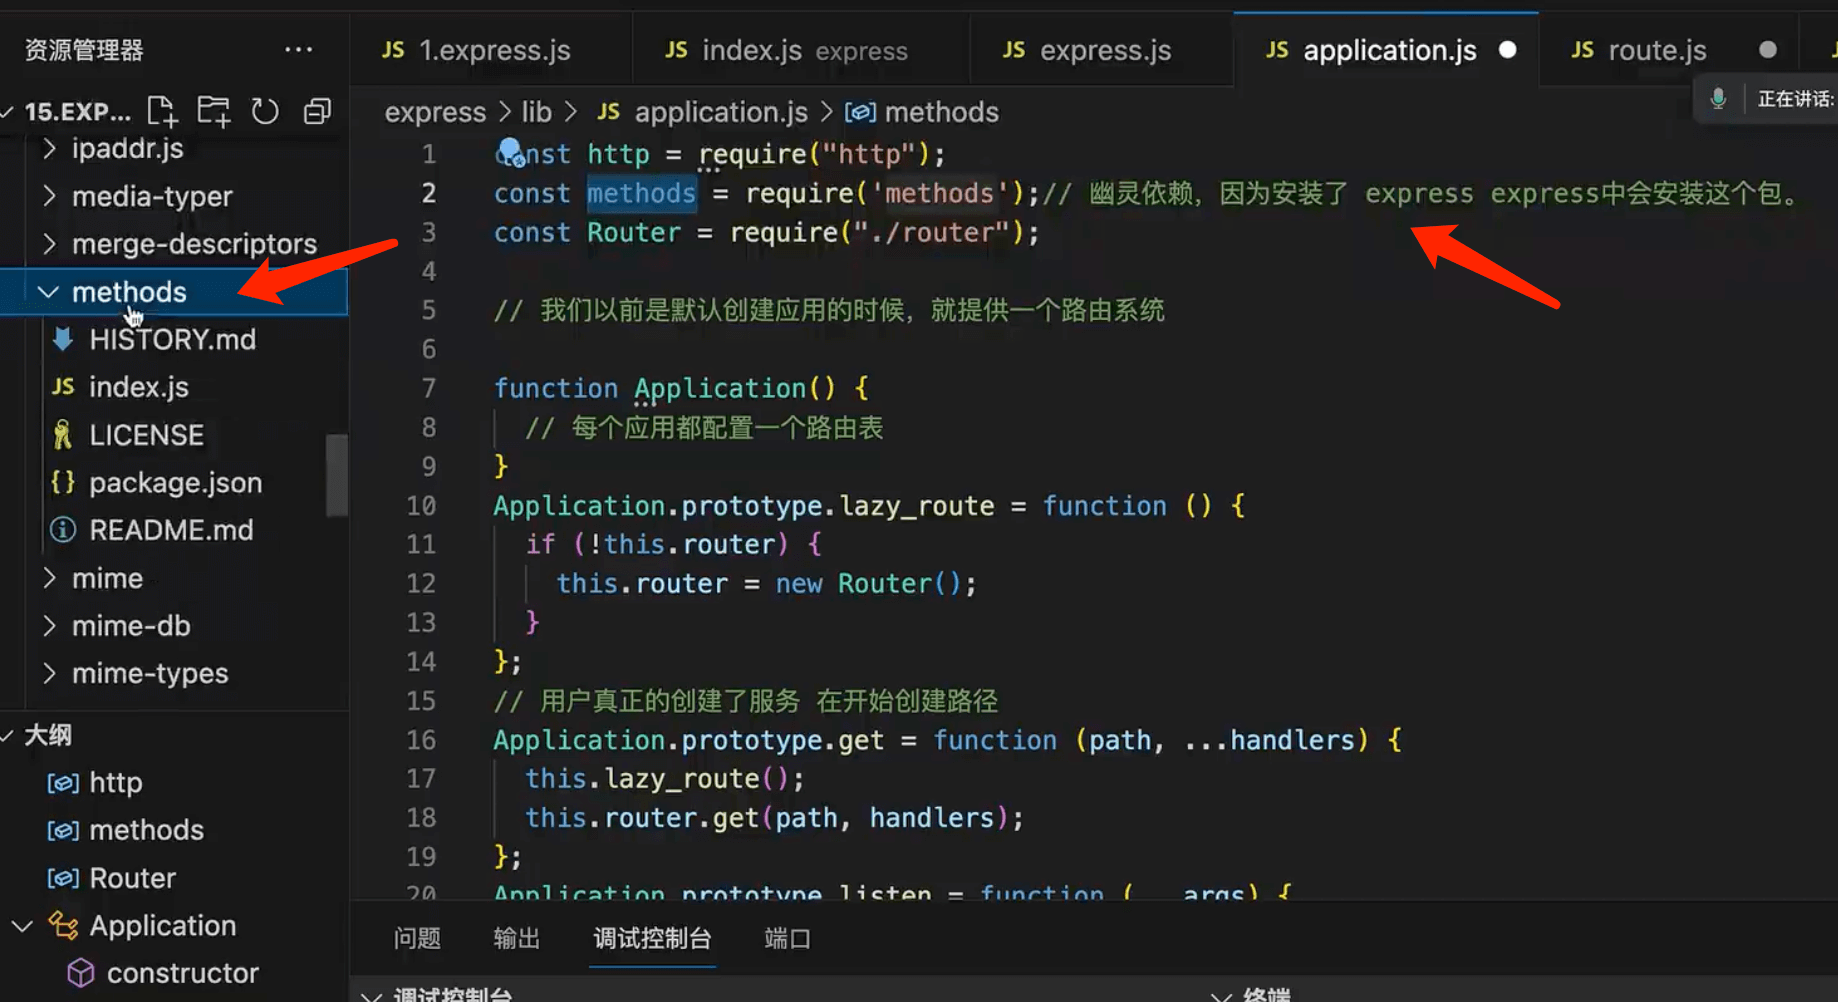 资源管理器 ···
JS 1.express.js
JS index.js express
JS express.js
JS application.js
JS route.js
正在讲话:
15.EXP...
express > lib > JS application.js > methods
ipaddr.js
media-typer
merge-descriptors
methods
HISTORY.md
JS index.js
LICENSE
{} package.json
README.md
mime
mime-db
mime-types
大纲
http
methods
Router
Application
constructor
1 const http = require("http");
2 const methods = require('methods');// 幽灵依赖，因为安装了 express express中会安装这个包。
3 const Router = require("./router");
4
5 // 我们以前是默认创建应用的时候，就提供一个路由系统
6
7 function Application() {
8 // 每个应用都配置一个路由表
9 }
10 Application.prototype.lazy_route = function () {
11 if (!this.router) {
12 this.router = new Router();
13 }
14 };
15 // 用户真正的创建了服务 在开始创建路径
16 Application.prototype.get = function (path, ...handlers) {
17 this.lazy_route();
18 this.router.get(path, handlers);
19 };
20 Application.prototype.listen = function (...args) {
问题 输出 调试控制台 端口
调试控制台 终端